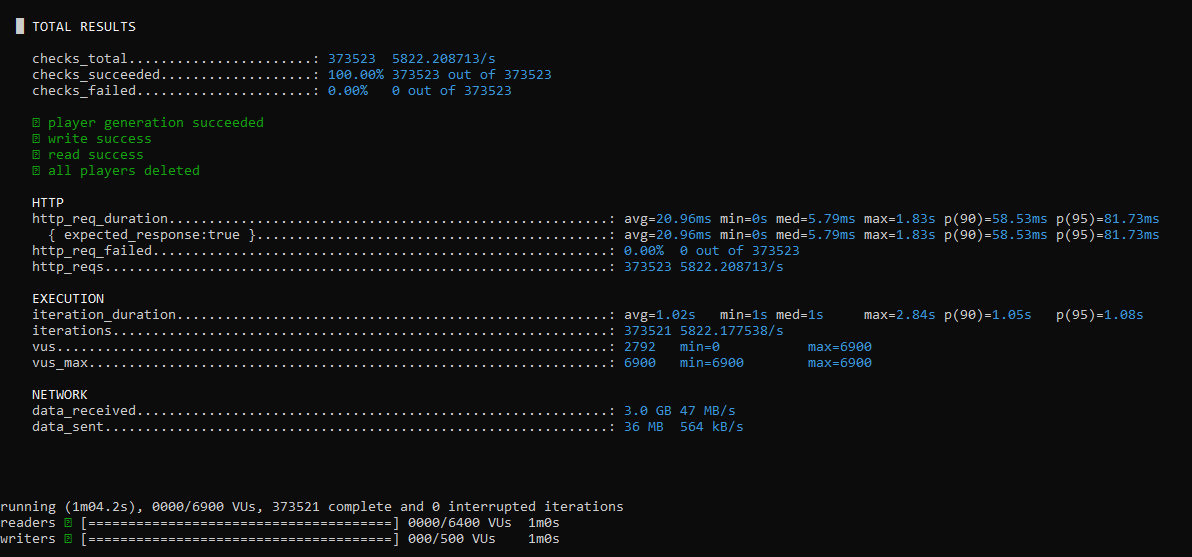 █ TOTAL RESULTS
checks_total.......................: 373523 5822.208713/s
checks_succeeded...................: 100.00% 373523 out of 373523
checks_failed......................: 0.00% 0 out of 373523
player generation succeeded
write success
read success
all players deleted
HTTP
http_req_duration.......................................................: avg=20.96ms min=0s med=5.79ms max=1.83s p(90)=58.53ms p(95)=81.73ms
{ expected_response:true }............................................: avg=20.96ms min=0s med=5.79ms max=1.83s p(90)=58.53ms p(95)=81.73ms
http_req_failed.........................................................: 0.00% 0 out of 373523
http_reqs...............................................................: 373523 5822.208713/s
EXECUTION
iteration_duration......................................................: avg=1.02s min=1s med=1s max=2.84s p(90)=1.05s p(95)=1.08s
iterations..............................................................: 373521 5822.177538/s
vus.....................................................................: 2792 min=0 max=6900
vus_max.................................................................: 6900 min=6900 max=6900
NETWORK
data_received...........................................................: 3.0 GB 47 MB/s
data_sent...............................................................: 36 MB 564 kB/s
running (1m04.2s), 0000/6900 VUs, 373521 complete and 0 interrupted iterations
readers [======================================] 0000/6400 VUs 1m0s
writers [======================================] 000/500 VUs 1m0s